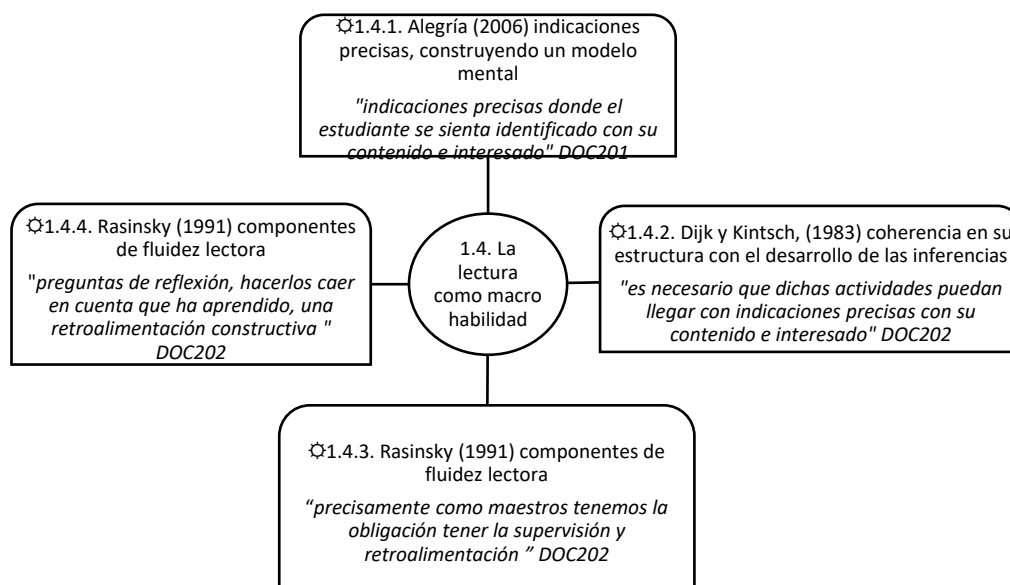 ☼1.4.1. Alegría (2006) indicaciones
precisas, construyendo un modelo
mental
"indicaciones precisas donde el
estudiante se sienta identificado con su
contenido e interesado" DOC201
☼1.4.4. Rasinsky (1991) componentes
de fluidez lectora
"preguntas de reflexión, hacerlos caer
en cuenta que ha aprendido, una
retroalimentación constructiva "
DOC202
1.4. La
lectura
como macro
habilidad
☼1.4.2. Dijk y Kintsch, (1983) coherencia en su
estructura con el desarrollo de las inferencias
"es necesario que dichas actividades puedan
llegar con indicaciones precisas con su
contenido e interesado" DOC202
☼1.4.3. Rasinsky (1991) componentes de
fluidez lectora
“precisamente como maestros tenemos la
obligación tener la supervisión y
retroalimentación ” DOC202